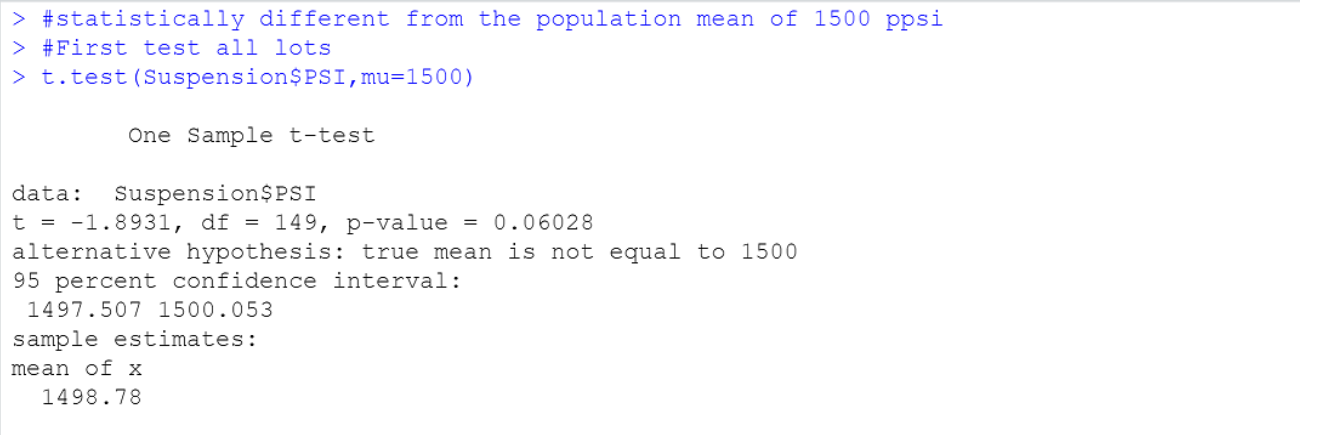 > #statistically different from the population mean of 1500 ppsi
> #First test all lots
> t.test(Suspension$PSI,mu=1500)
One Sample t-test
data:  Suspension$PSI
t = -1.8931, df = 149, p-value = 0.06028
alternative hypothesis: true mean is not equal to 1500
95 percent confidence interval:
1497.507 1500.053
sample estimates:
mean of x
1498.78